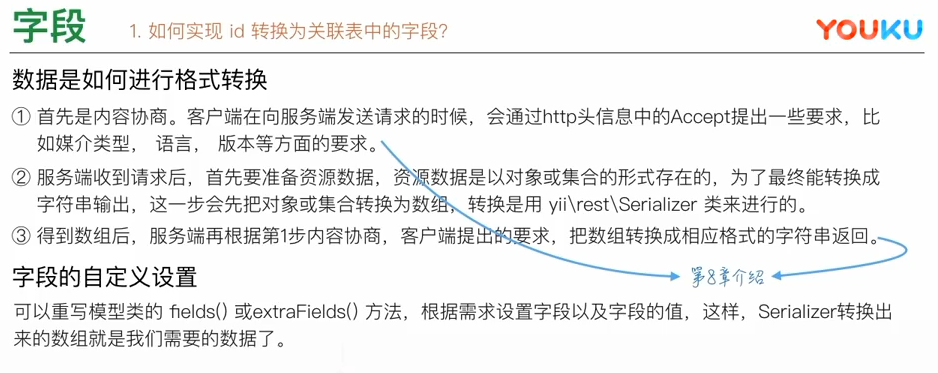 字段
1. 如何实现 id 转换为关联表中的字段?
YOUKU
数据是如何进行格式转换
① 首先是内容协商。客户端在向服务端发送请求的时候，会通过http头信息中的Accept提出一些要求，比
如媒介类型， 语言， 版本等方面的要求。
② 服务端收到请求后，首先要准备资源数据，资源数据是以对象或集合的形式存在的，为了最终能转换成
字符串输出，这一步会先把对象或集合转换为数组，转换是用 yii\rest\Serializer 类来进行的。
③ 得到数组后，服务端再根据第1步内容协商，客户端提出的要求，把数组转换成相应格式的字符串返回。
第8章介绍
字段的自定义设置
可以重写模型类的 fields() 或extraFields() 方法，根据需求设置字段以及字段的值，这样，Serializer转换出
来的数组就是我们需要的数据了。